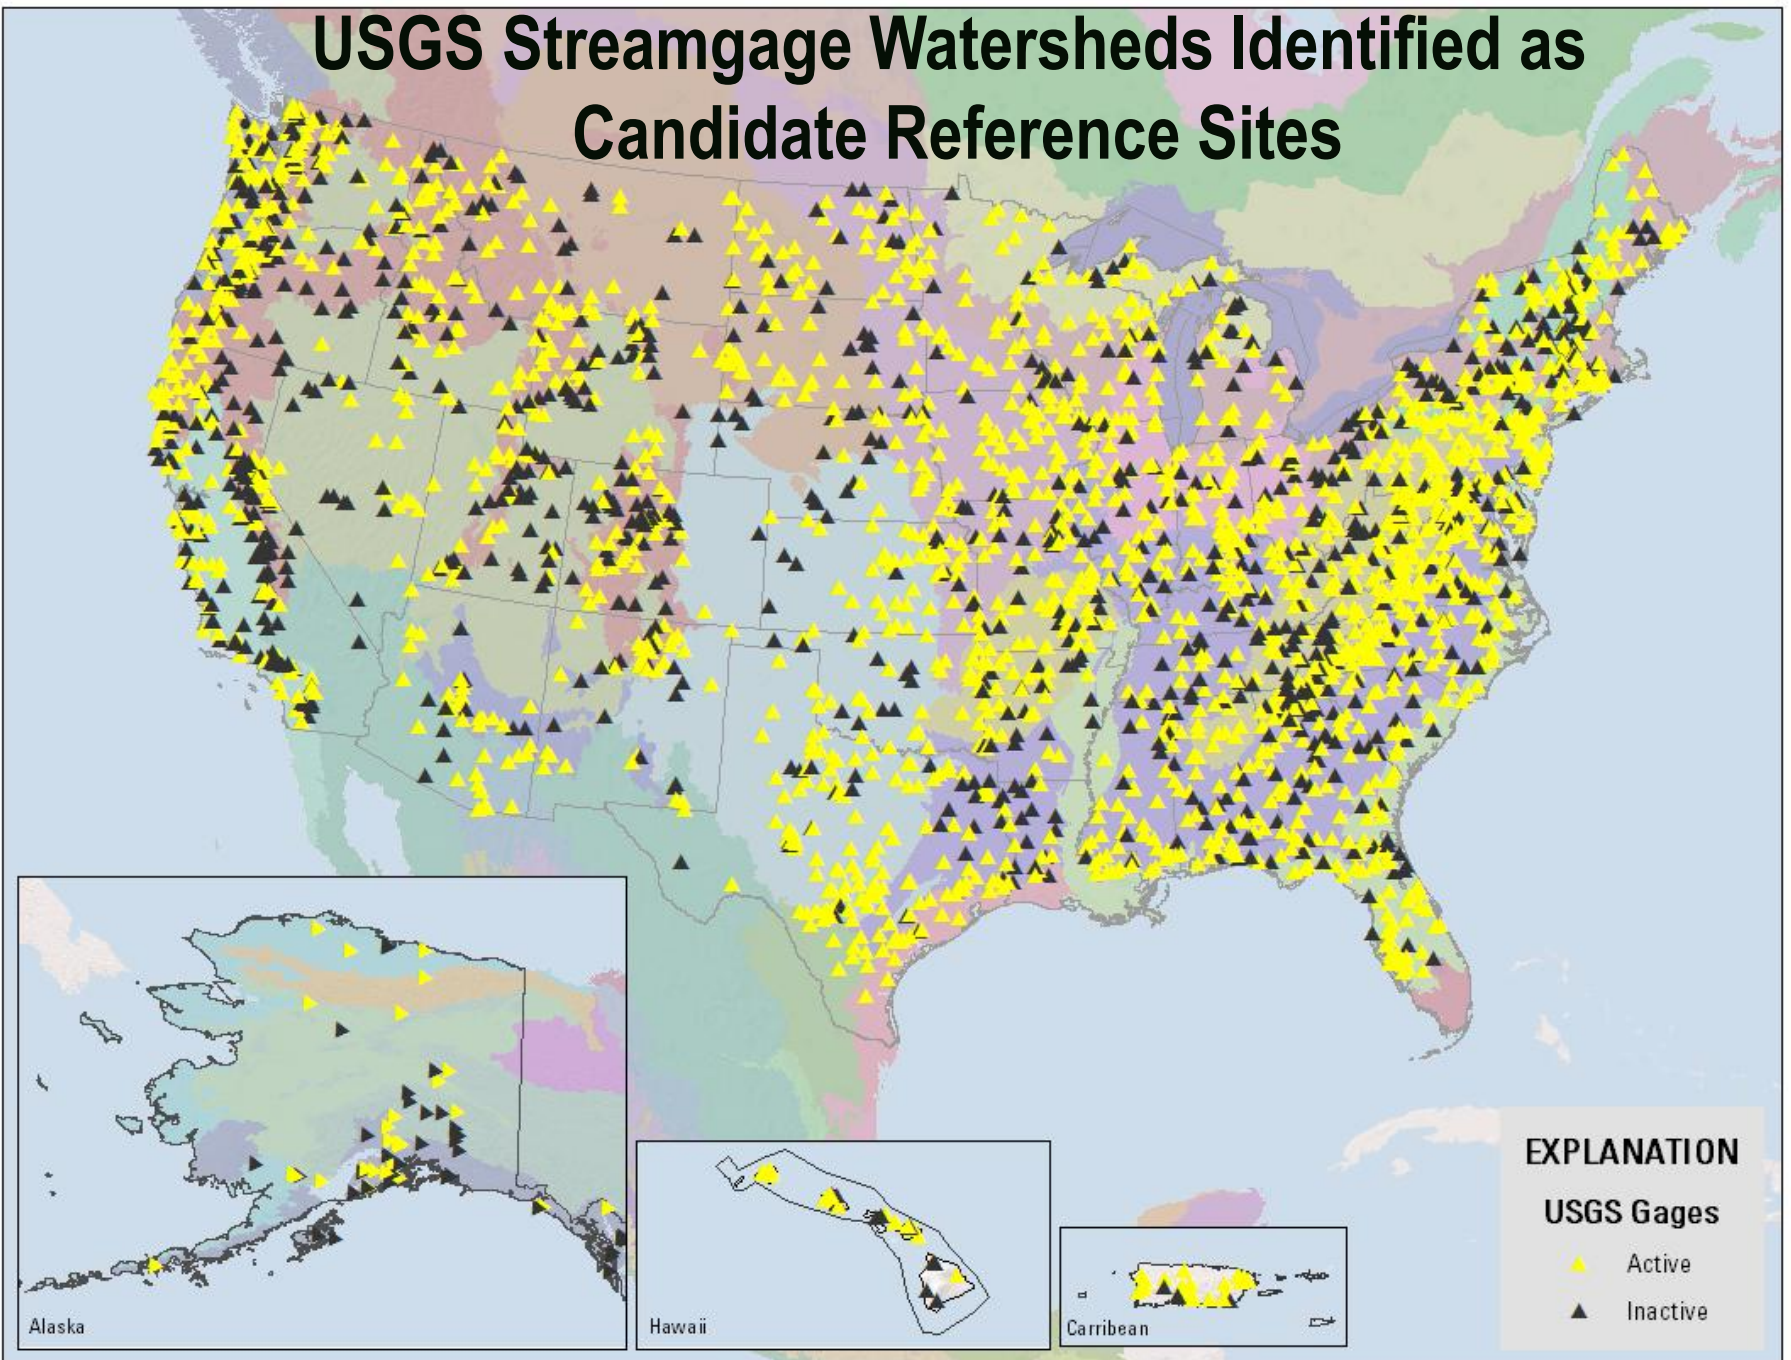 USGS Streamgage Watersheds Identified as
Candidate Reference Sites
Alaska
Hawaii
Carribean
EXPLANATION
USGS Gages
Active
Inactive